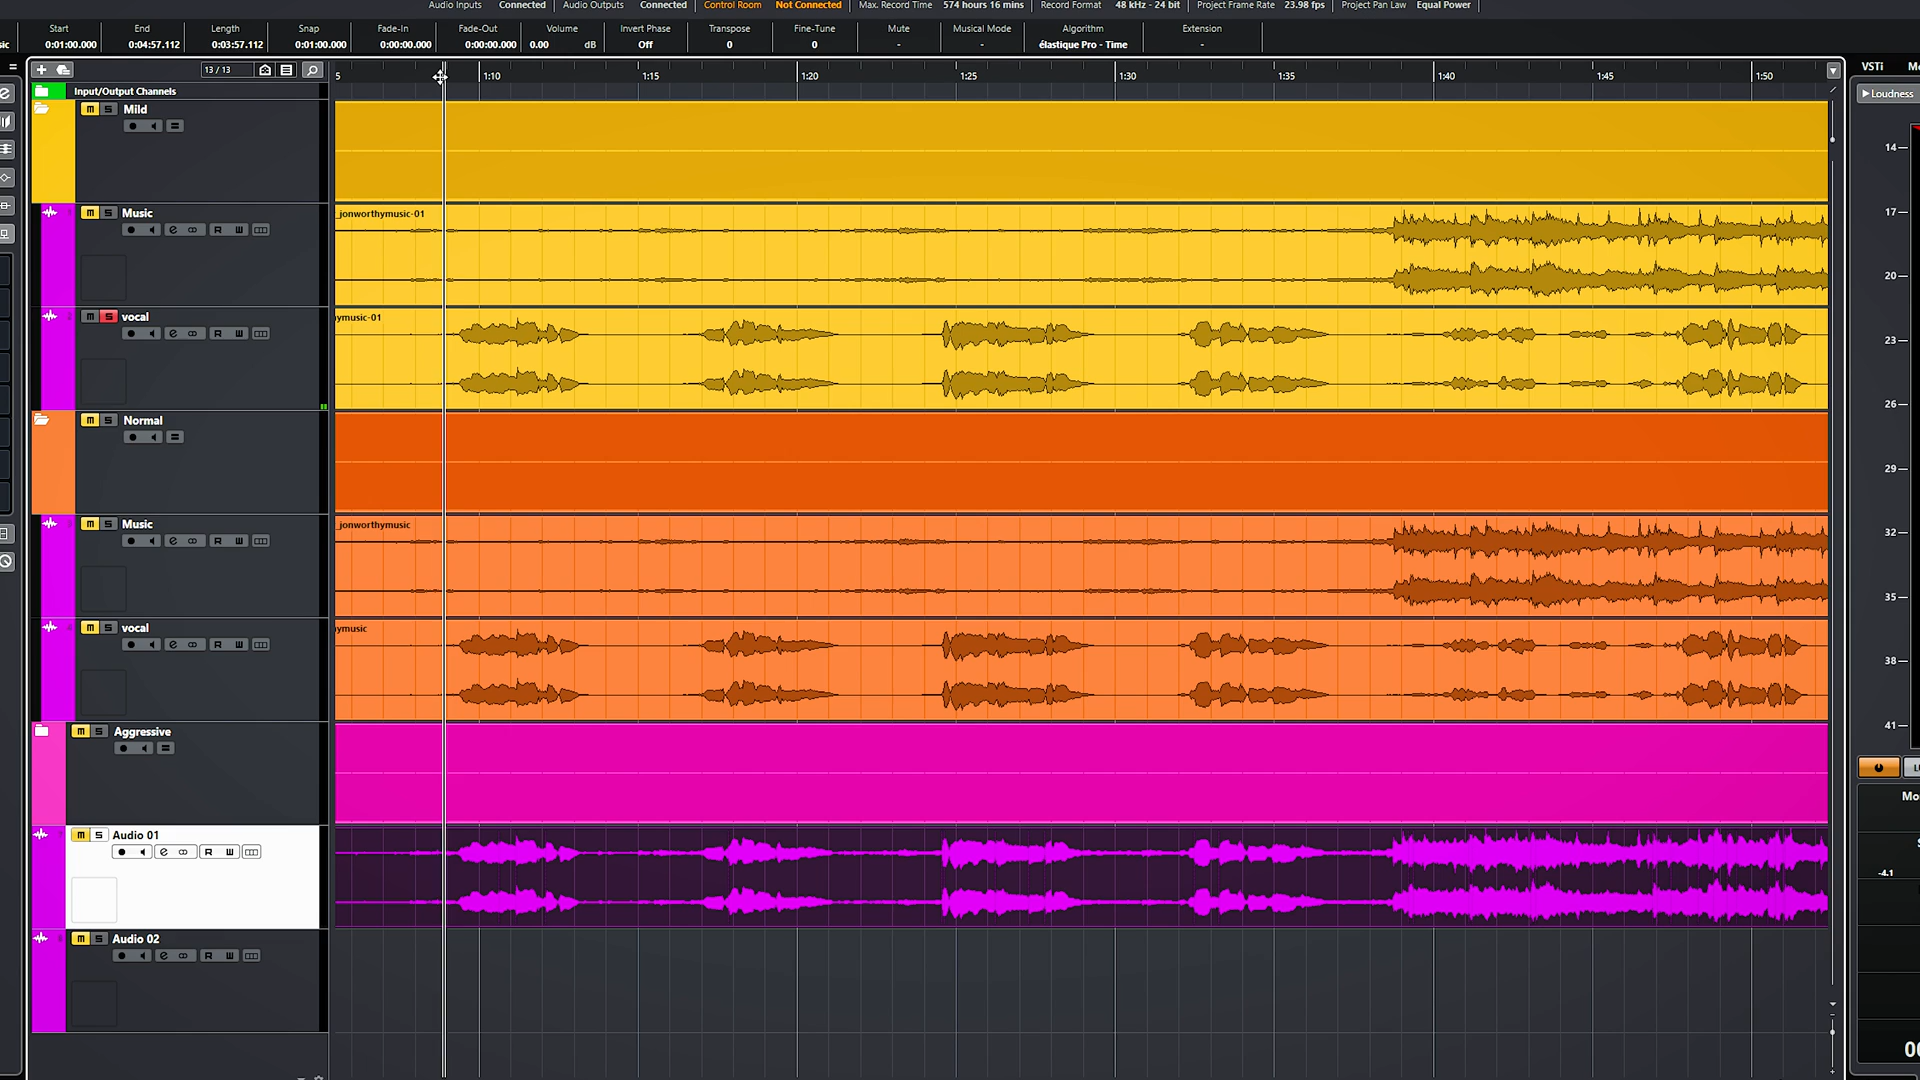 Audio Inputs Connected Audio Outputs Connected Control Room Not Connected Max. Record Time 574 hours 16 mins Record Format 48 kHz - 24 bit Project Frame Rate 23.98 fps Project Pan Law Equal Power
Start End Length Snap Fade-In Fade-Out Volume Invert Phase Transpose Fine-Tune Mute Musical Mode Algorithm Extension
sic 0:01:00.000 0:04:57.112 0:03:57.112 0:01:00.000 0:00:00.000 0:00:00.000 0.00 dB Off 0 0 - - élastique Pro - Time -
13 / 13
5 1:10 1:15 1:20 1:25 1:30 1:35 1:40 1:45 1:50
VSTi
Input/Output Channels
Loudness
m S Mild
m S Music
R W
jonworthymusic-01
m S vocal
R W
ymusic-01
m S Normal
m S Music
R W
jonworthymusic
m S vocal
R W
ymusic
m S Aggressive
m S Audio 01
R W
m S Audio 02
R W
14
17
20
23
26
29
32
35
38
41
Mo
-4.1
00